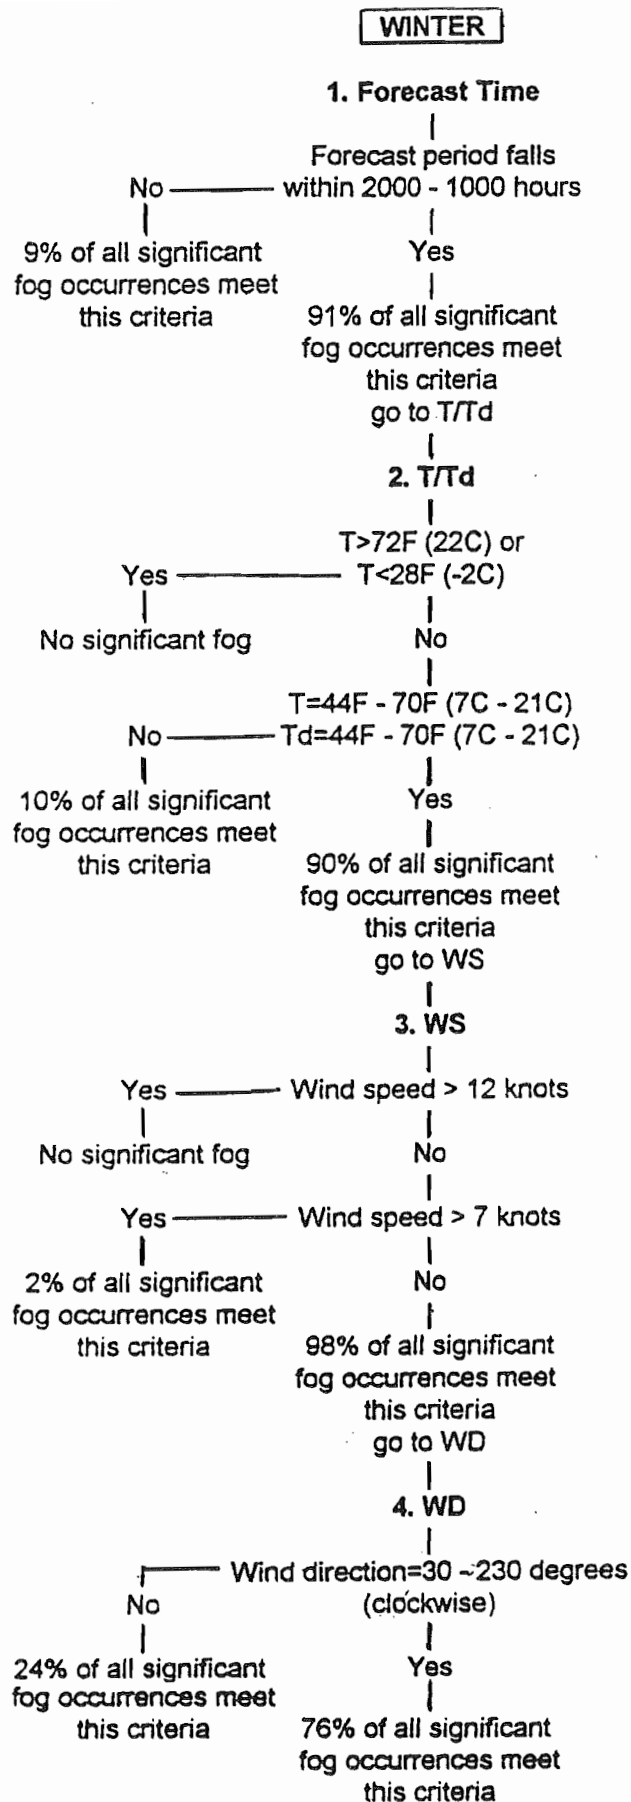 WINTER
1. Forecast Time
Forecast period falls
No
within 2000 - 1000 hours
9% of all significant
fog occurrences meet
this criteria
Yes
91% of all significant
fog occurrences meet
this criteria
go to T/Td
2. T/Td
T>72F (22C) or
Yes
T<28F (-2C)
No significant fog
No
T=44F - 70F (7C - 21C)
No
Td=44F - 70F (7C - 21C)
10% of all significant
fog occurrences meet
this criteria
Yes
90% of all significant
fog occurrences meet
this criteria
go to WS
3. WS
Yes
Wind speed > 12 knots
No significant fog
No
Yes
Wind speed > 7 knots
2% of all significant
fog occurrences meet
this criteria
No
98% of all significant
fog occurrences meet
this criteria
go to WD
4. WD
Wind direction=30 -230 degrees
(clockwise)
No
24% of all significant
fog occurrences meet
this criteria
Yes
76% of all significant
fog occurrences meet
this criteria